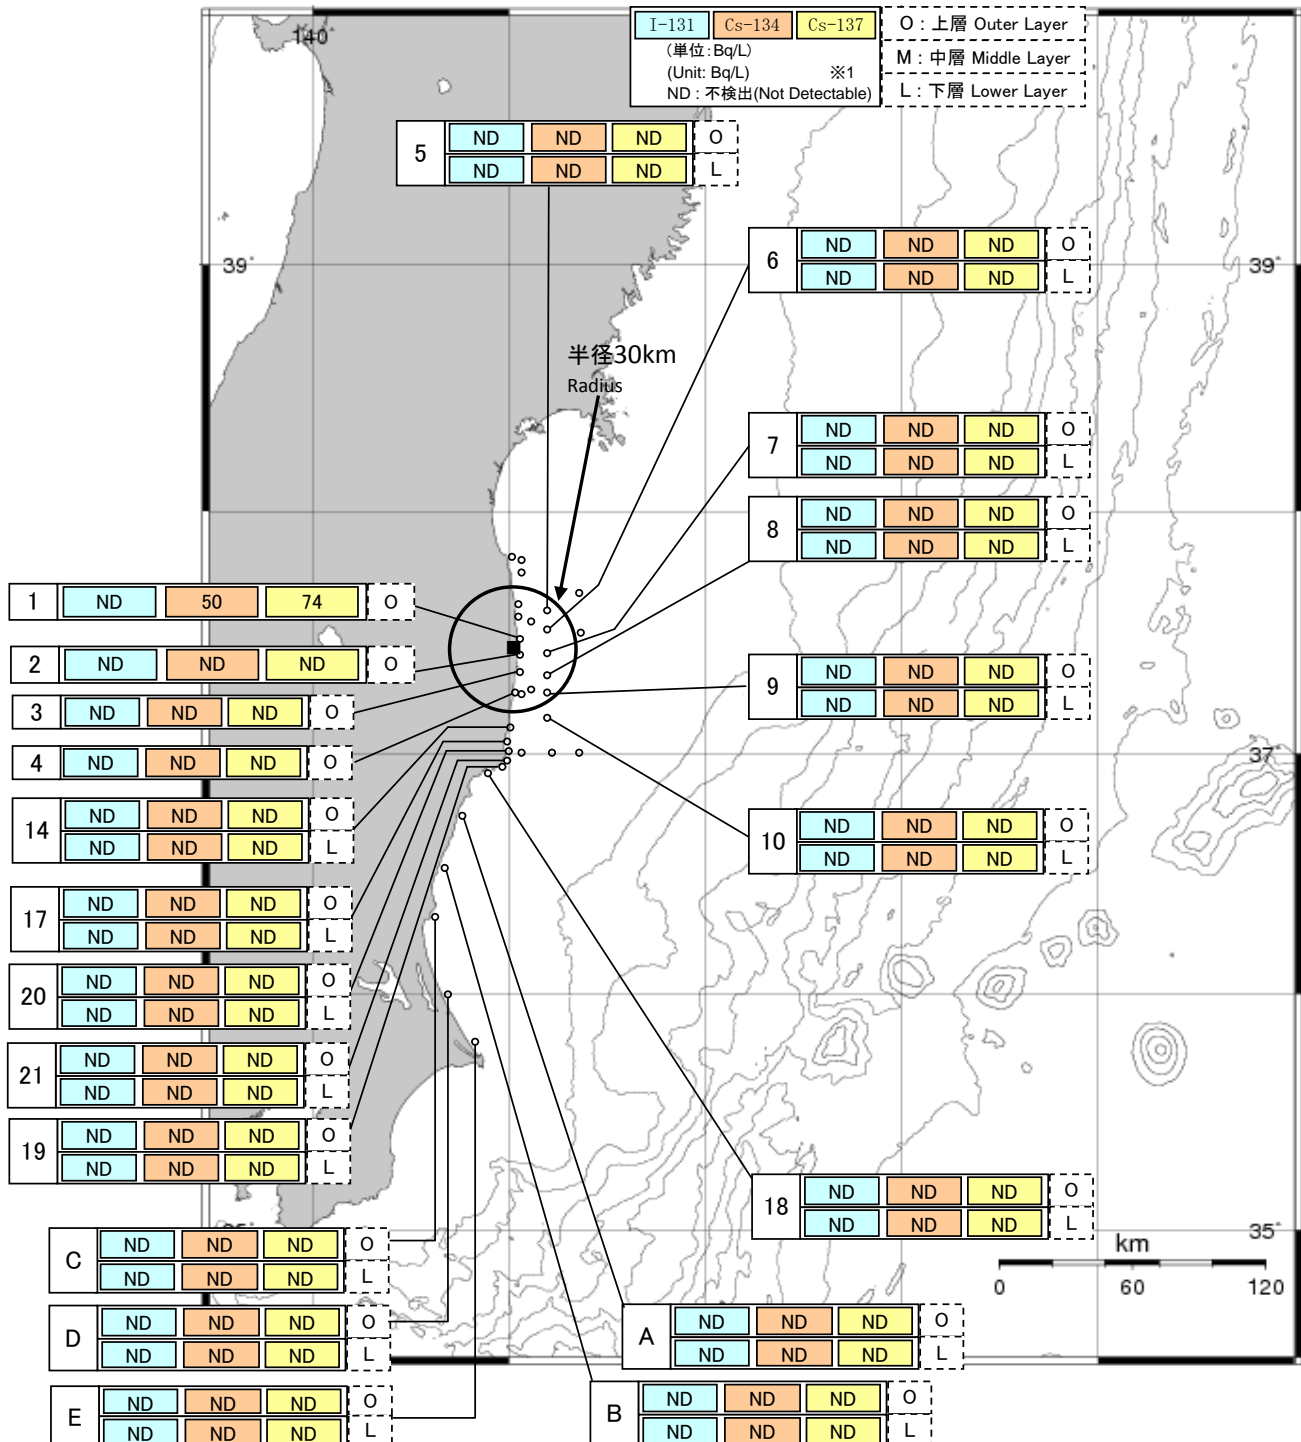 140°
I-131 Cs-134 Cs-137
(単位:Bq/L)
(Unit: Bq/L) ※1
ND : 不検出(Not Detectable)
O : 上層 Outer Layer
M : 中層 Middle Layer
L : 下層 Lower Layer
5
ND ND ND O
ND ND ND L
6
ND ND ND O
ND ND ND L
39°
39°
半径30km
Radius
7
ND ND ND O
ND ND ND L
8
ND ND ND O
ND ND ND L
1 ND 50 74 O
2 ND ND ND O
3 ND ND ND O
4 ND ND ND O
9
ND ND ND O
ND ND ND L
37°
14
ND ND ND O
ND ND ND L
10
ND ND ND O
ND ND ND L
17
ND ND ND O
ND ND ND L
20
ND ND ND O
ND ND ND L
21
ND ND ND O
ND ND ND L
19
ND ND ND O
ND ND ND L
18
ND ND ND O
ND ND ND L
35°
km
0 60 120
C
ND ND ND O
ND ND ND L
D
ND ND ND O
ND ND ND L
E
ND ND ND O
ND ND ND L
A
ND ND ND O
ND ND ND L
B
ND ND ND O
ND ND ND L